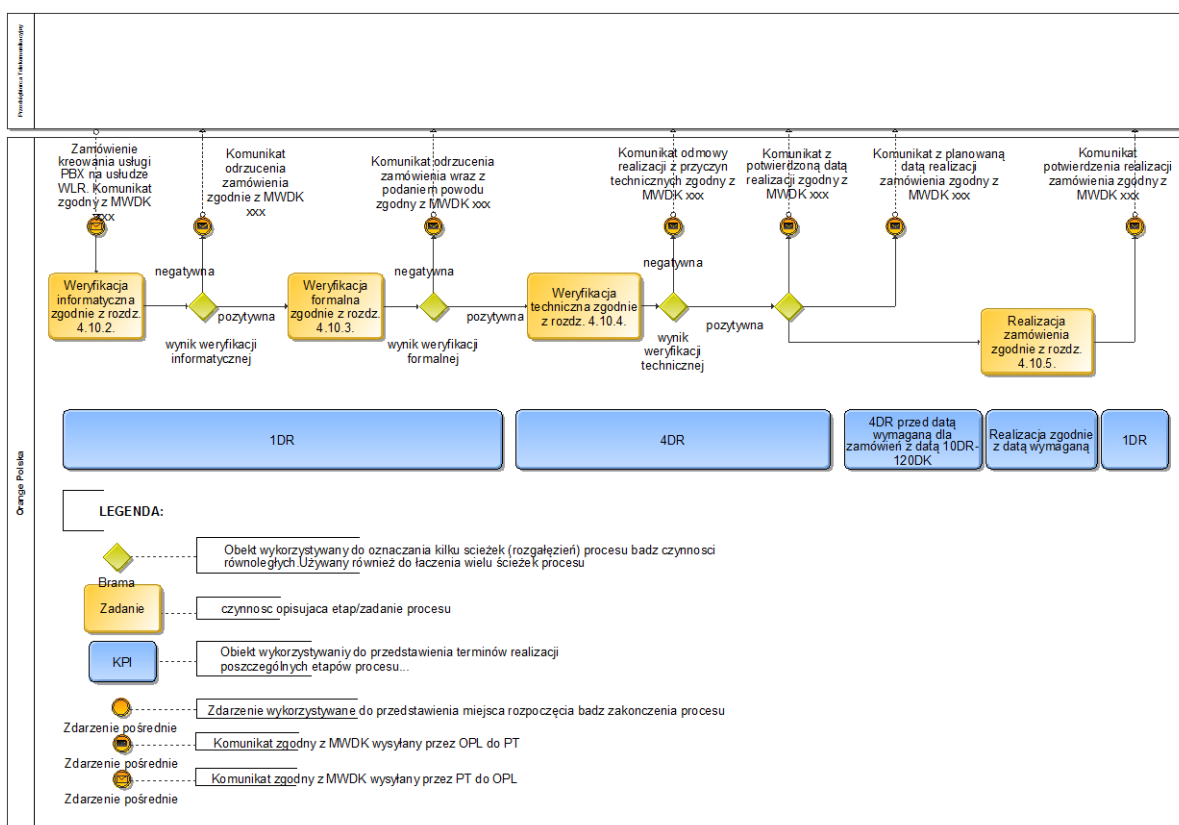 Przedsiębiorca Telekomunikacyjny
Orange Polska
Zamówienie
kreowania usługi
PBX na usłudze
WLR. Komunikat
zgodny z MWDK
xxx
Komunikat
odrzucenia
zamówienia
zgodnie z MWDK
xxx
Komunikat odrzucenia
zamówienia wraz z
podaniem powodu
zgodny z MWDK xxx
Komunikat odmowy
realizacji z przyczyn
technicznych zgodny z
MWDK xxx
Komunikat z
potwierdzoną datą
realizacji zgodny z
MWDK xxx
Komunikat z planowaną
datą realizacji
zamówienia zgodny z
MWDK xxx
Komunikat
potwierdzenia realizacji
zamówienia zgodny z
MWDK xxx
negatywna
negatywna
negatywna
Weryfikacja
informatyczna
zgodnie z rozdz.
4.10.2.
pozytywna
wynik weryfikacji
informatycznej
Weryfikacja
formalna
zgodnie z rozdz.
4.10.3.
pozytywna
wynik weryfikacji
formalnej
Weryfikacja
techniczna zgodnie
z rozdz. 4.10.4.
pozytywna
wynik
weryfikacji
technicznej
Realizacja
zamówienia
zgodnie z rozdz.
4.10.5.
1DR
4DR
4DR przed datą
wymaganą dla
zamówień z datą 10DR-
120DK
Realizacja zgodnie
z datą wymaganą
1DR
LEGENDA:
Obekt wykorzystywany do oznaczania kilku scieżek (rozgałęzień) procesu badz czynnosci
równoległych.Używany również do łaczenia wielu ścieżek procesu
Brama
Zadanie
czynnosc opisujaca etap/zadanie procesu
KPI
Obiekt wykorzystywaniy do przedstawienia terminów realizacji
poszczególnych etapów procesu...
Zdarzenie wykorzystywane do przedstawienia miejsca rozpoczęcia badz zakonczenia procesu
Zdarzenie pośrednie
Komunikat zgodny z MWDK wysyłany przez OPL do PT
Zdarzenie pośrednie
Komunikat zgodny z MWDK wysyłany przez PT do OPL
Zdarzenie pośrednie